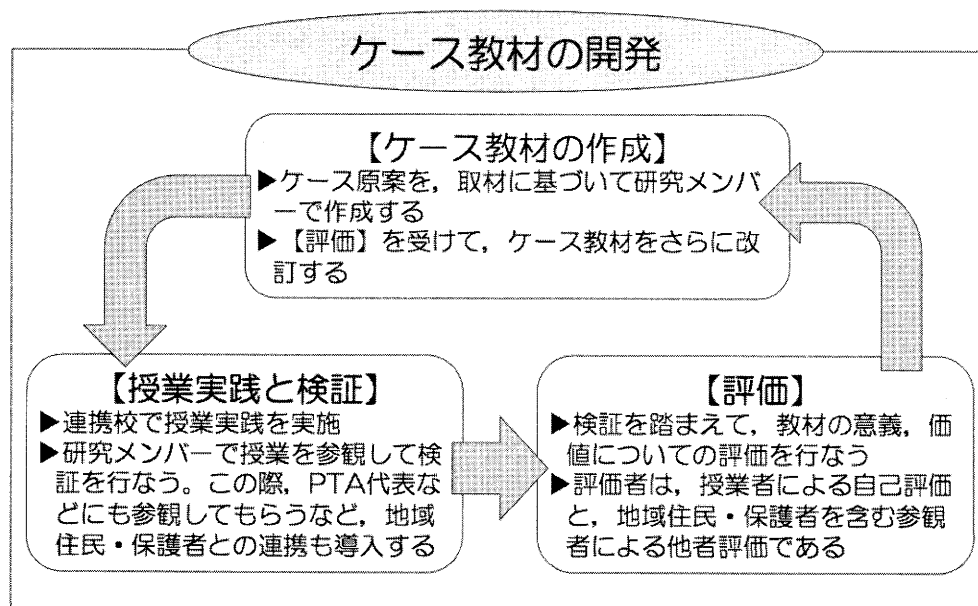 ケース教材の開発
【ケース教材の作成】
▶ケース原案を，取材に基づいて研究メンバ
ーで作成する
▶【評価】を受けて，ケース教材をさらに改
訂する
【授業実践と検証】
▶連携校で授業実践を実施
▶研究メンバーで授業を参観して検
証を行なう。この際，PTA代表な
どにも参観してもらうなど，地域
住民・保護者との連携も導入する
【評価】
▶検証を踏まえて，教材の意義，価
値についての評価を行なう
▶評価者は，授業者による自己評価
と，地域住民・保護者を含む参観
者による他者評価である